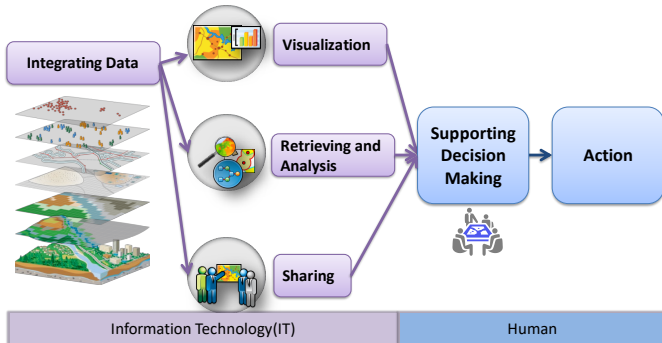 Integrating Data
Visualization
Retrieving and
Analysis
Sharing
Supporting
Decision
Making
Action
Information Technology(IT)
Human